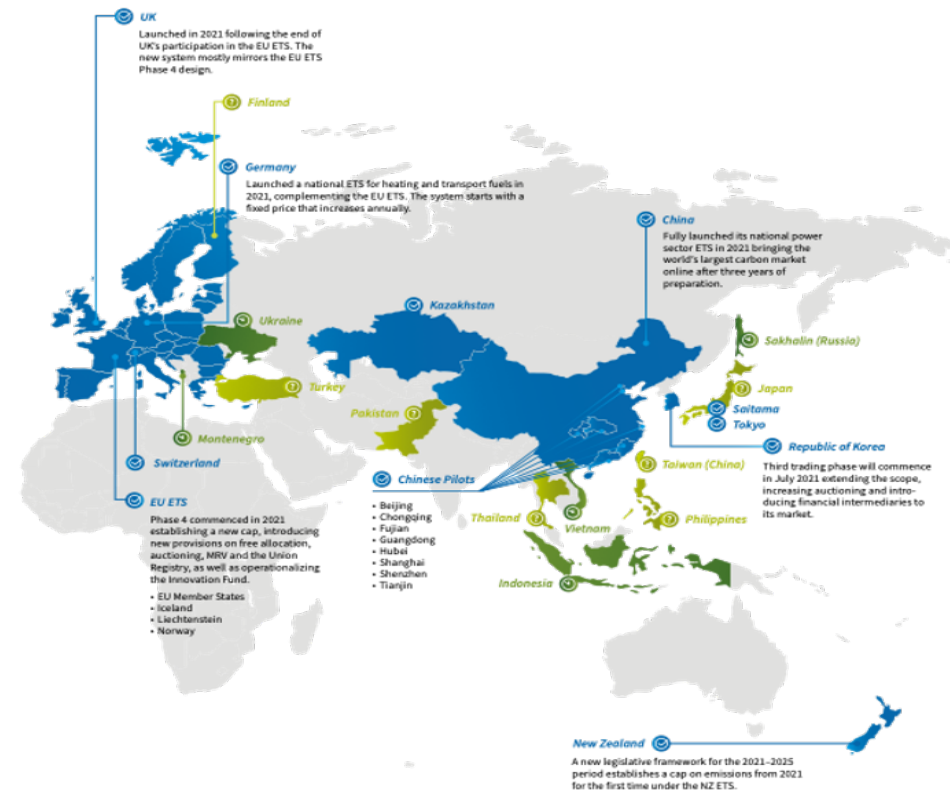 UK
Launched in 2021 following the end of
UK's participation in the EU ETS. The
new system mostly mirrors the EU ETS
Phase 4 design.
Finland
Germany
Launched a national ETS for heating and transport fuels in
2021, complementing the EU ETS. The system starts with a
fixed price that increases annually.
China
Fully launched its national power
sector ETS in 2021 bringing the
world's largest carbon market
online after three years of
preparation.
Kazakhstan
Ukraine
Sakhalin (Russia)
Turkey
Japan
Pakistan
Saitama
Tokyo
Montenegro
Republic of Korea
Third trading phase will commence
in July 2021 extending the scope,
increasing auctioning and intro-
ducing financial intermediaries to
its market.
Switzerland
Taiwan (China)
Chinese Pilots
• Beijing
• Chongqing
• Fujian
• Guangdong
• Hubei
• Shanghai
• Shenzhen
• Tianjin
EU ETS
Phase 4 commenced in 2021
establishing a new cap, introducing
new provisions on free allocation,
auctioning, MRV and the Union
Registry, as well as operationalizing
the Innovation Fund.
• EU Member States
• Iceland
• Liechtenstein
• Norway
Thailand
Vietnam
Philippines
Indonesia
New Zealand
A new legislative framework for the 2021–2025
period establishes a cap on emissions from 2021
for the first time under the NZ ETS.